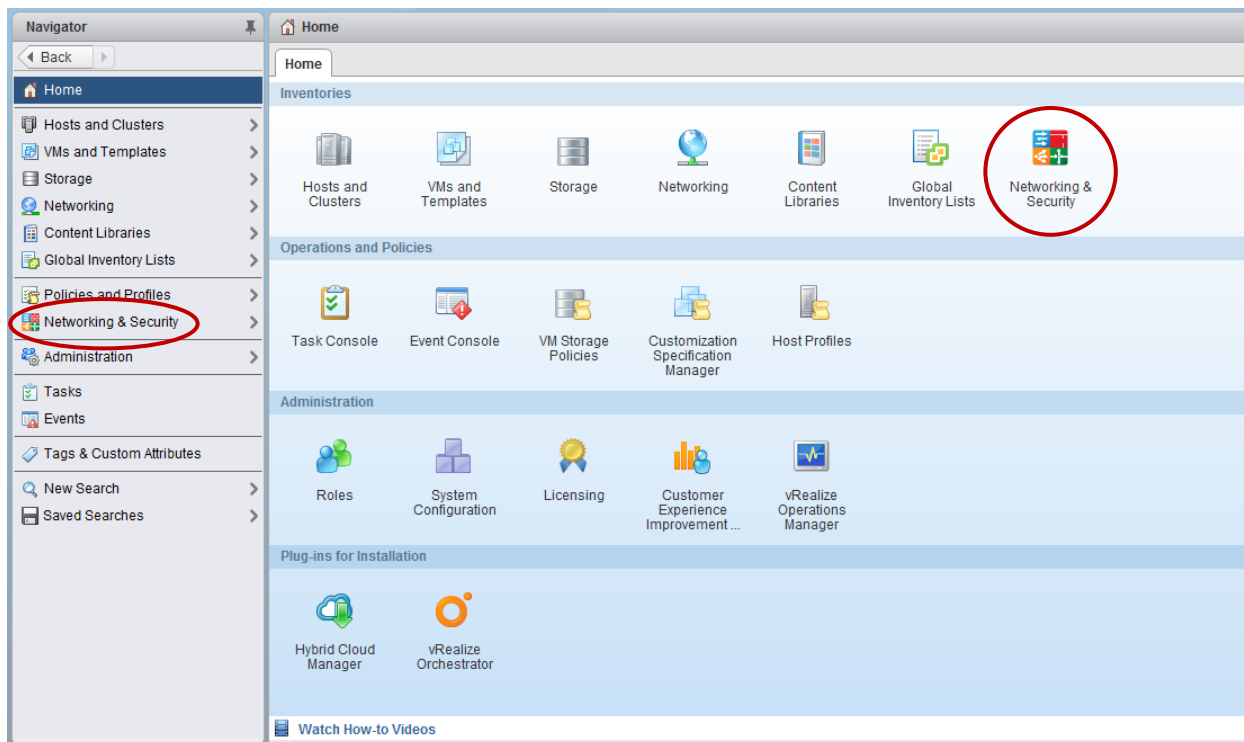 Navigator
Back
Home
Hosts and Clusters
VMs and Templates
Storage
Networking
Content Libraries
Global Inventory Lists
Policies and Profiles
Networking & Security
Administration
Tasks
Events
Tags & Custom Attributes
New Search
Saved Searches
Home
Home
Inventories
Hosts and
Clusters
VMs and
Templates
Storage
Networking
Content
Libraries
Global
Inventory Lists
Networking &
Security
Operations and Policies
Task Console
Event Console
VM Storage
Policies
Customization
Specification
Manager
Host Profiles
Administration
Roles
System
Configuration
Licensing
Customer
Experience
Improvement ...
vRealize
Operations
Manager
Plug-ins for Installation
Hybrid Cloud
Manager
vRealize
Orchestrator
Watch How-to Videos